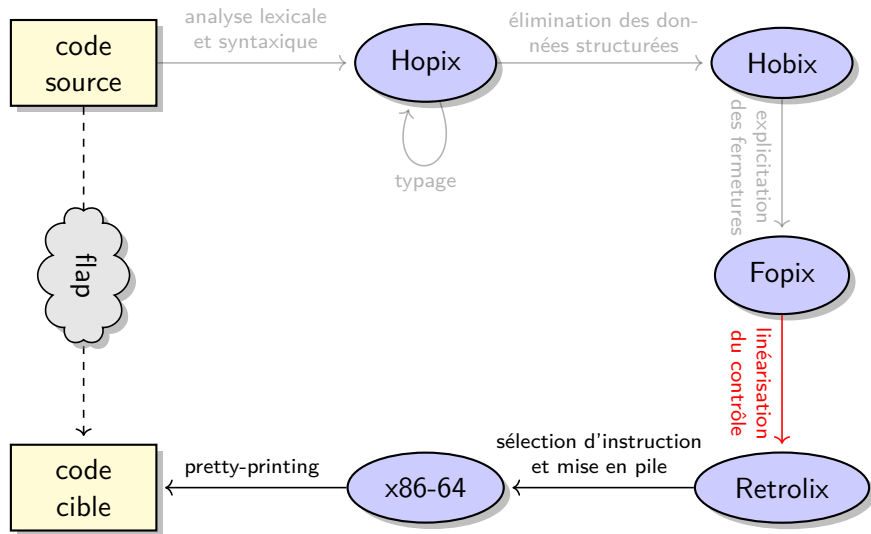 code
source
analyse lexicale
et syntaxique
Hopix
élimination des don-
nées structurées
Hobix
typage
explicitation
des fermetures
flap
Fopix
linéarisation
du contrôle
code
cible
pretty-printing
x86-64
sélection d'instruction
et mise en pile
Retrolix